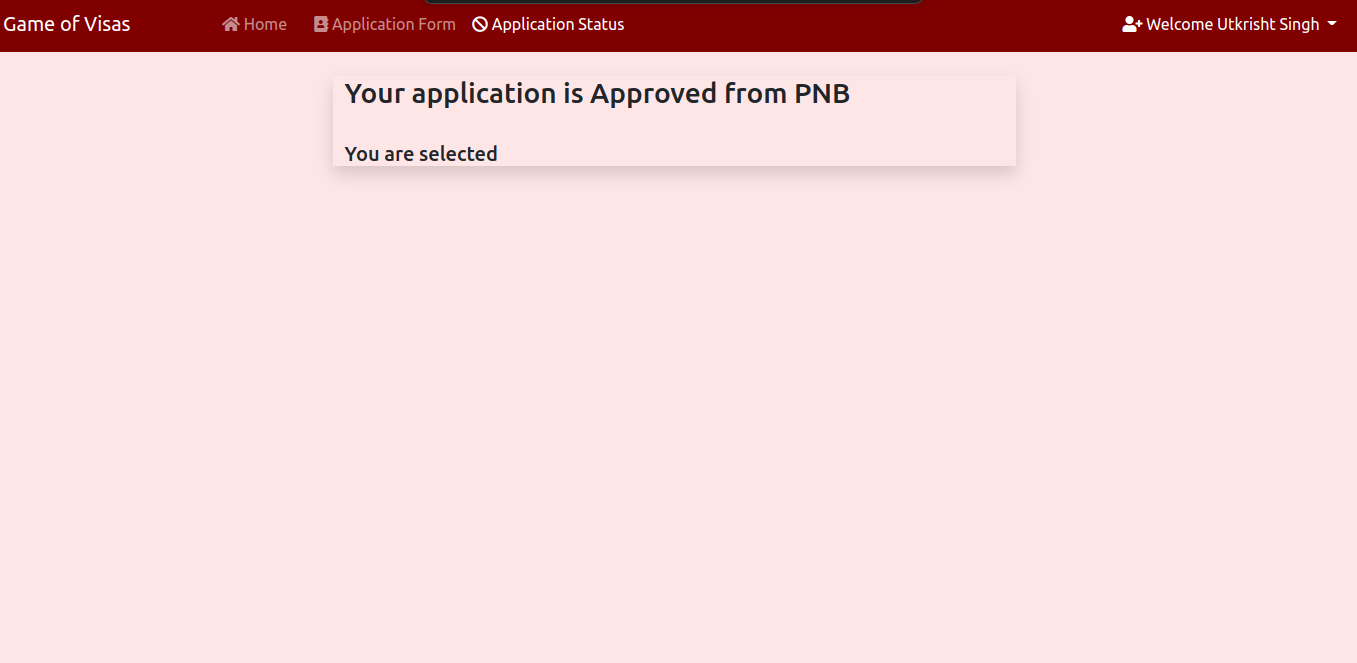 Game of Visas Home Application Form Application Status Welcome Utkrisht Singh
Your application is Approved from PNB
You are selected